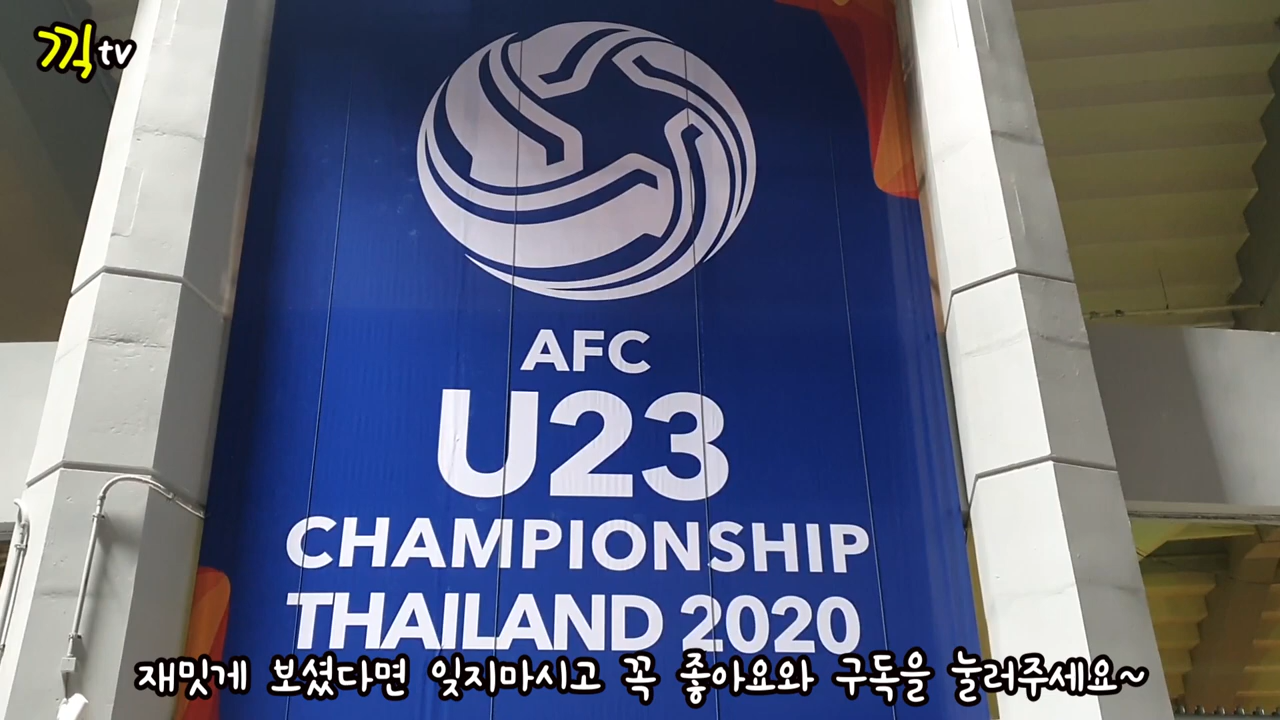 끽tv
AFC
U23
CHAMPIONSHIP
THAILAND 2020
재밌게 보셨다면 잊지마시고 꼭 좋아요와 구독을 눌러주세요~